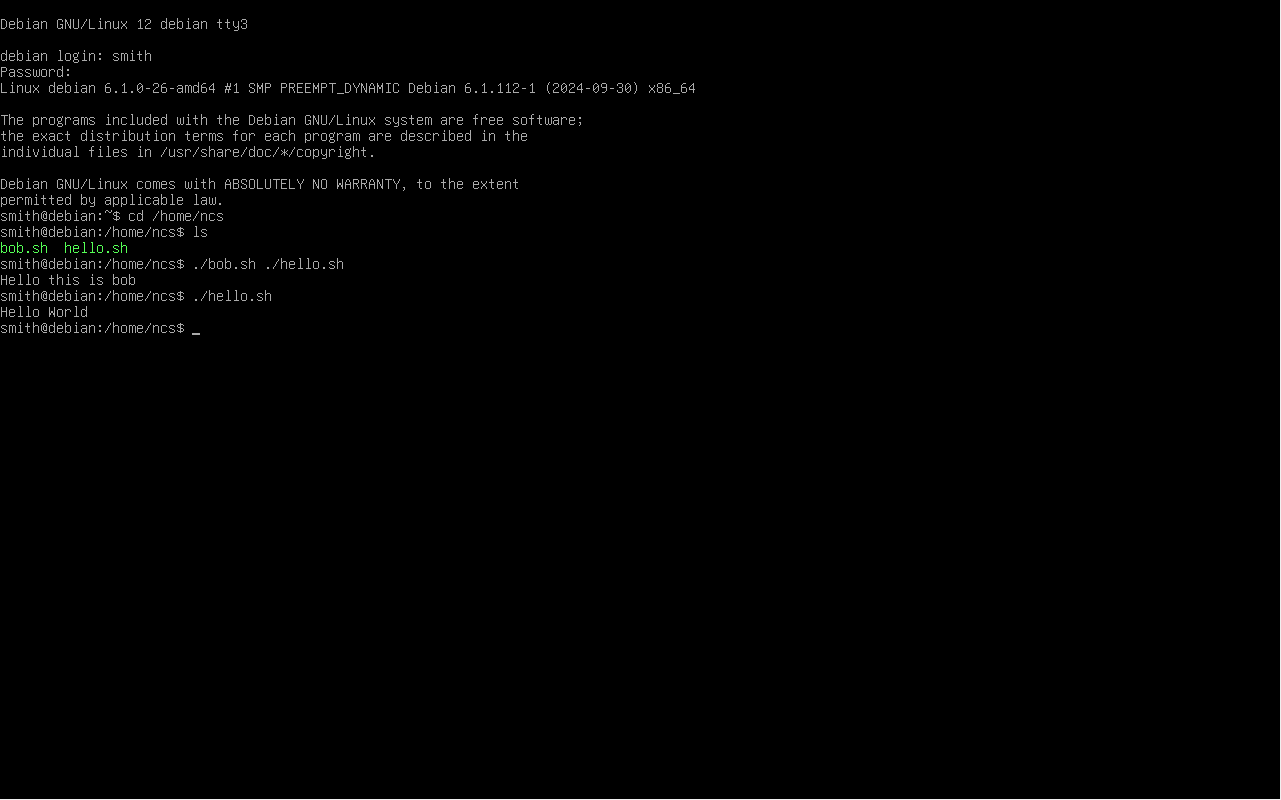 Debian GNU/Linux 12 debian tty3
debian login: smith
Password:
Linux debian 6.1.0-26-amd64 #1 SMP PREEMPT_DYNAMIC Debian 6.1.112-1 (2024-09-30) x86_64
The programs included with the Debian GNU/Linux system are free software;
the exact distribution terms for each program are described in the
individual files in /usr/share/doc/*/copyright.
Debian GNU/Linux comes with ABSOLUTELY NO WARRANTY, to the extent
permitted by applicable law.
smith@debian:~$ cd /home/ncs
smith@debian:/home/ncs$ ls
bob.sh  hello.sh
smith@debian:/home/ncs$ ./bob.sh ./hello.sh
Hello this is bob
smith@debian:/home/ncs$ ./hello.sh
Hello World
smith@debian:/home/ncs$ _